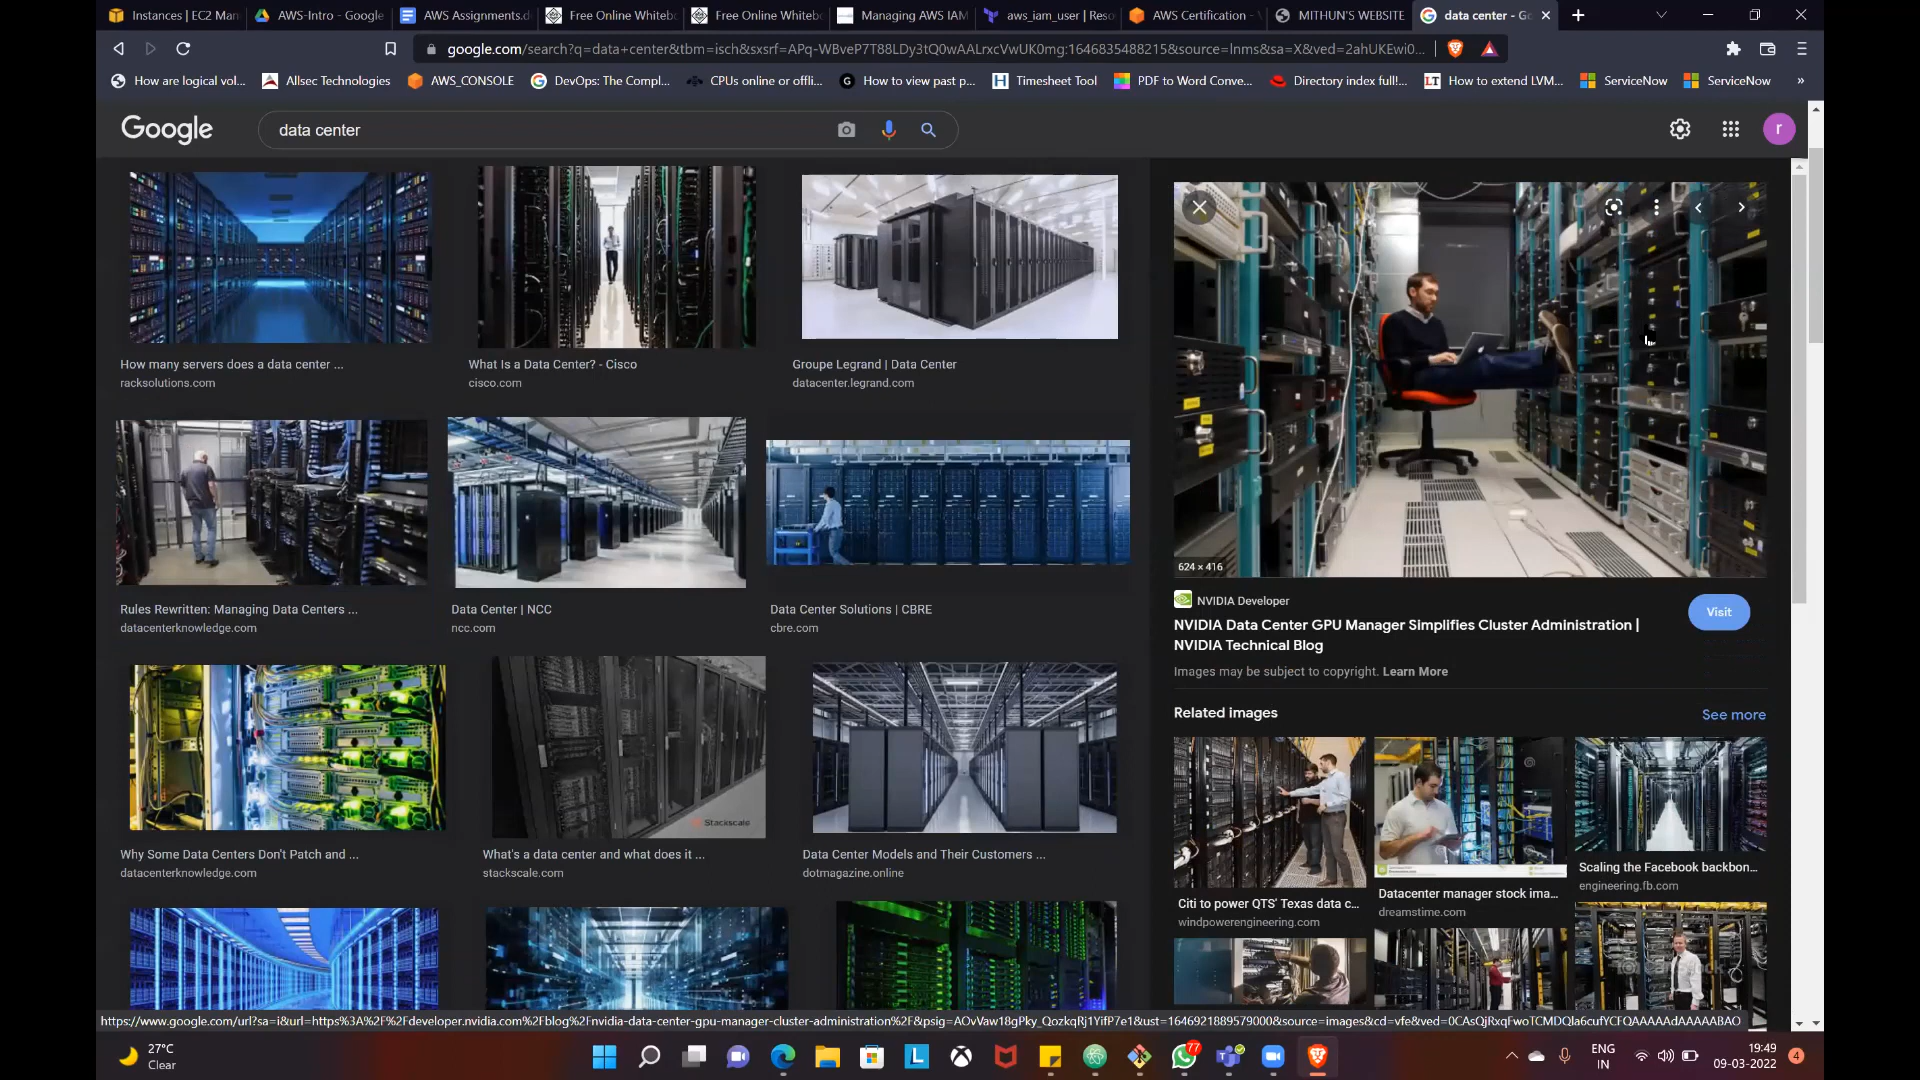 Instances | EC2 Man
AWS-Intro - Google
AWS Assignments.d
Free Online Whitebo
Free Online Whitebo
Managing AWS IAM
aws_iam_user | Reso
AWS Certification - V
MITHUN'S WEBSITE
data center - Go
google.com/search?q=data+center&tbm=isch&sxsrf=APq-WBveP7T88LDy3tQ0wAALrxcVwUK0mg:1646835488215&source=lnms&sa=X&ved=2ahUKEwi0...
How are logical vol...
Allsec Technologies
AWS_CONSOLE
DevOps: The Compl...
CPUs online or offli...
How to view past p...
Timesheet Tool
PDF to Word Conve...
Directory index full!...
How to extend LVM...
ServiceNow
ServiceNow
Google
data center
r
How many servers does a data center ...
racksolutions.com
What Is a Data Center? - Cisco
cisco.com
Groupe Legrand | Data Center
datacenter.legrand.com
Rules Rewritten: Managing Data Centers ...
datacenterknowledge.com
Data Center | NCC
ncc.com
Data Center Solutions | CBRE
cbre.com
Stackscale
Why Some Data Centers Don't Patch and ...
datacenterknowledge.com
What's a data center and what does it ...
stackscale.com
Data Center Models and Their Customers ...
dotmagazine.online
624 × 416
NVIDIA Developer
NVIDIA Data Center GPU Manager Simplifies Cluster Administration |
NVIDIA Technical Blog
Visit
Images may be subject to copyright. Learn More
Related images
See more
Citi to power QTS' Texas data c...
windpowerengineering.com
Datacenter manager stock ima...
dreamstime.com
Scaling the Facebook backbon...
engineering.fb.com
https://www.google.com/url?sa=i&url=https%3A%2F%2Fdeveloper.nvidia.com%2Fblog%2Fnvidia-data-center-gpu-manager-cluster-administration%2F&psig=AOvVaw18gPky_QozkqRj1YifP7e1&ust=1646921889579000&source=images&cd=vfe&ved=0CAsQjRxqFwoTCMDQla6cufYCFQAAAAAdAAAAABAO
27°C
Clear
77
ENG
IN
19:49
09-03-2022
4